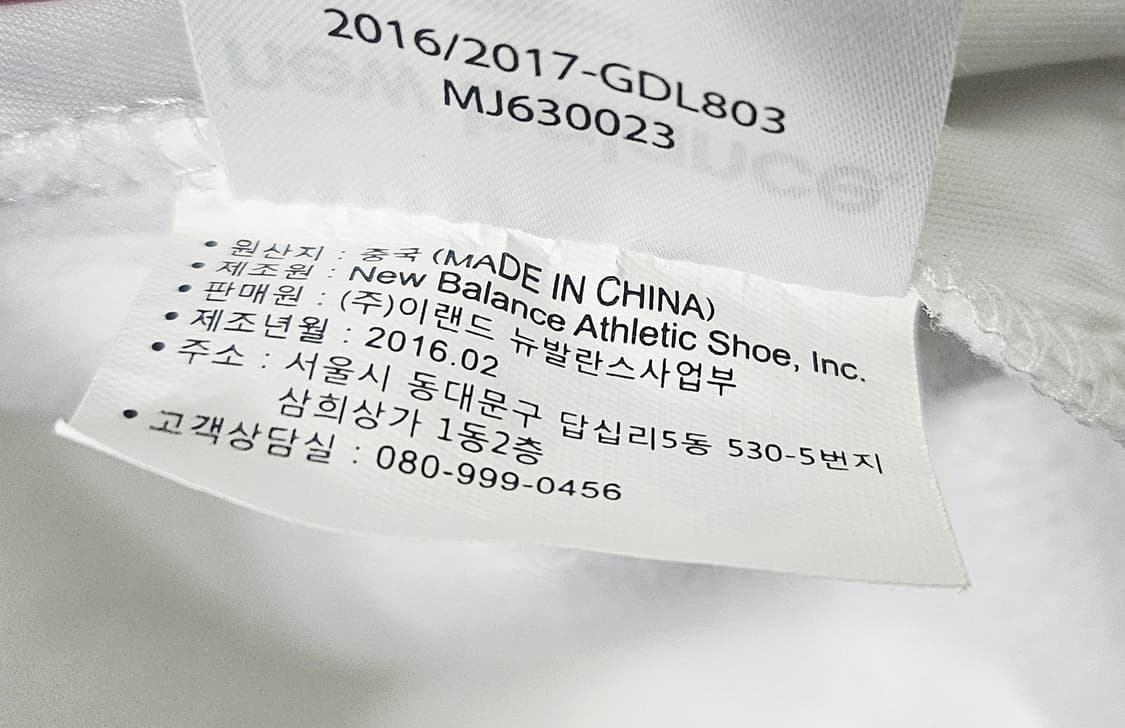 2016/2017-GDL803
MJ630023
new
balance
• 원산지 : 중국 (MADE IN CHINA)
• 제조원 : New Balance Athletic Shoe, Inc.
• 판매원 : (주)이랜드 뉴발란스사업부
• 제조년월 : 2016.02
• 주소 : 서울시 동대문구 답십리5동 530-5번지
삼희상가 1동2층
• 고객상담실 : 080-999-0456